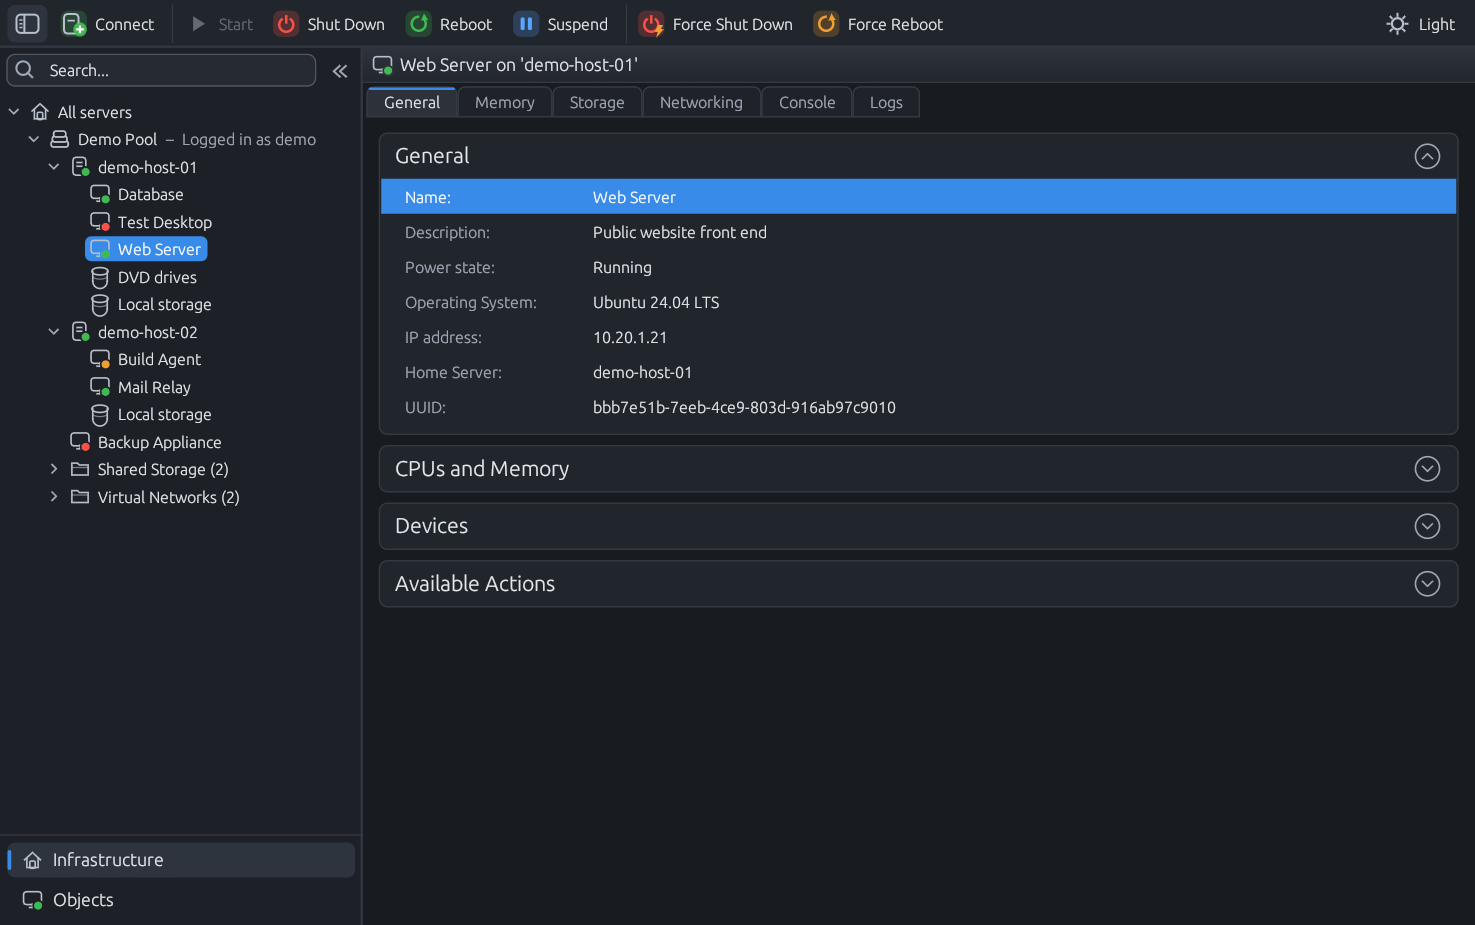 Connect Start Shut Down Reboot Suspend Force Shut Down Force Reboot Light
Search...
All servers
Demo Pool – Logged in as demo
demo-host-01
Database
Test Desktop
Web Server
DVD drives
Local storage
demo-host-02
Build Agent
Mail Relay
Local storage
Backup Appliance
Shared Storage (2)
Virtual Networks (2)
Infrastructure
Objects
Web Server on 'demo-host-01'
General Memory Storage Networking Console Logs
General
Name: Web Server
Description: Public website front end
Power state: Running
Operating System: Ubuntu 24.04 LTS
IP address: 10.20.1.21
Home Server: demo-host-01
UUID: bbb7e51b-7eeb-4ce9-803d-916ab97c9010
CPUs and Memory
Devices
Available Actions